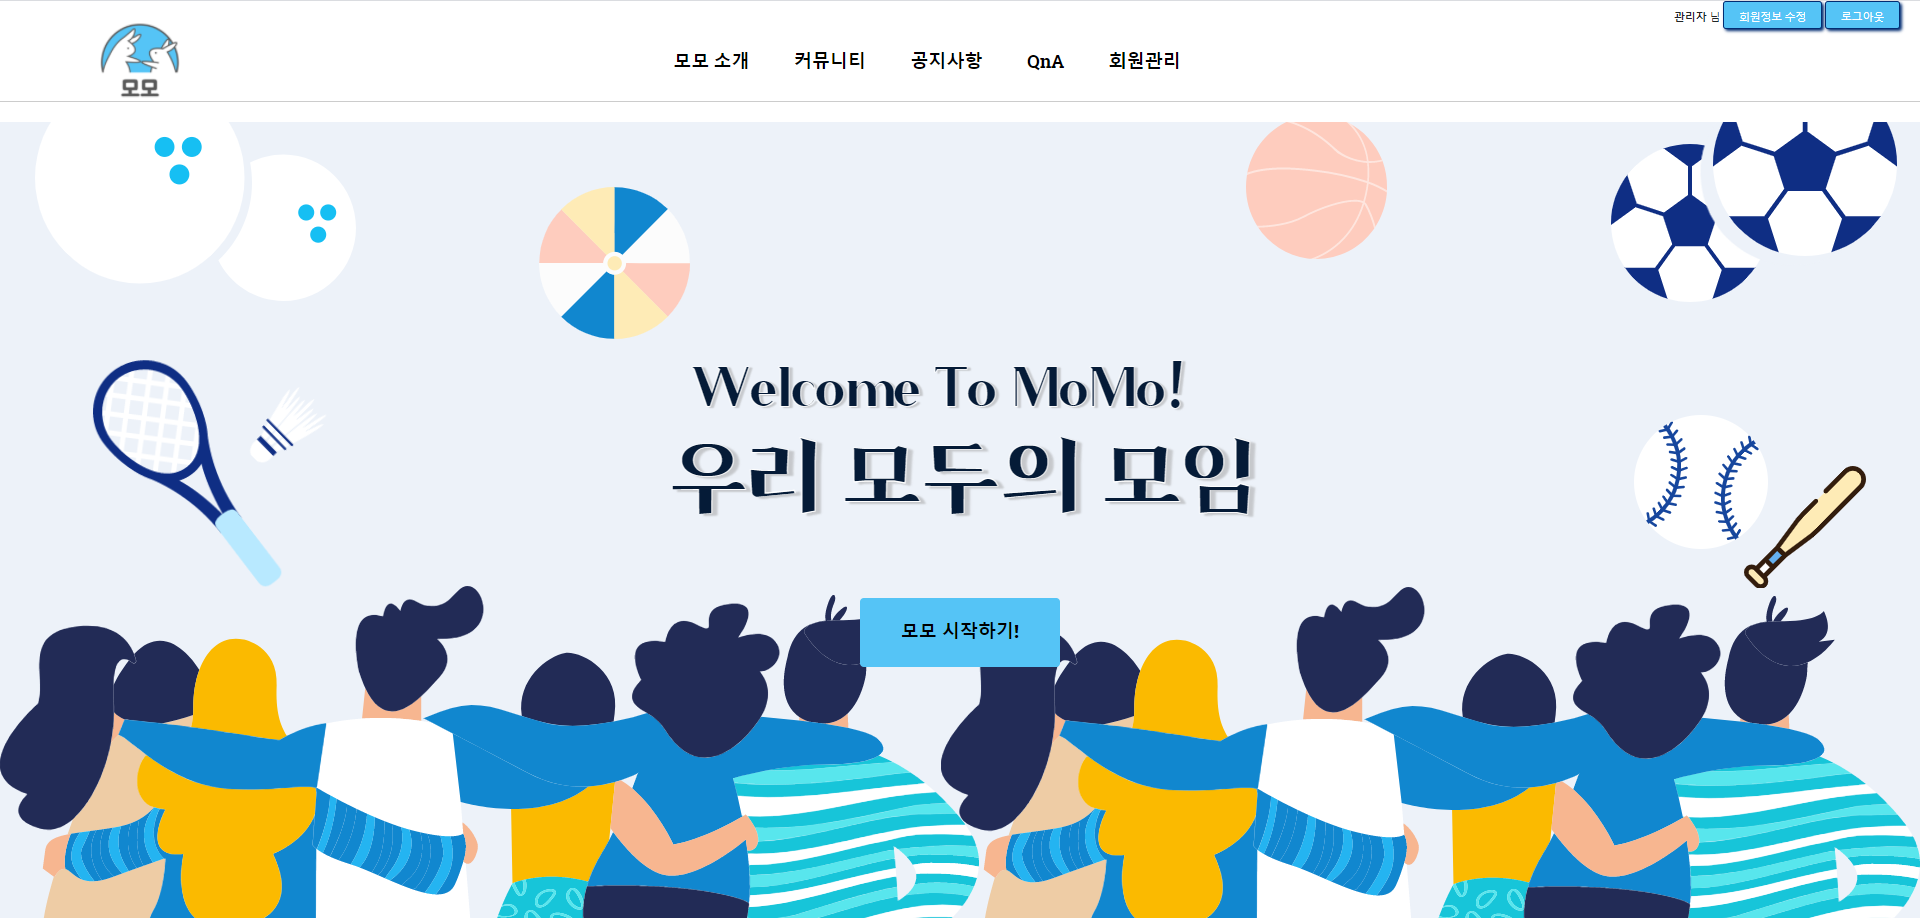 관리자 님 회원정보 수정 로그아웃
모모
모모 소개 커뮤니티 공지사항 QnA 회원관리
Welcome To MoMo!
우리 모두의 모임
모모 시작하기!